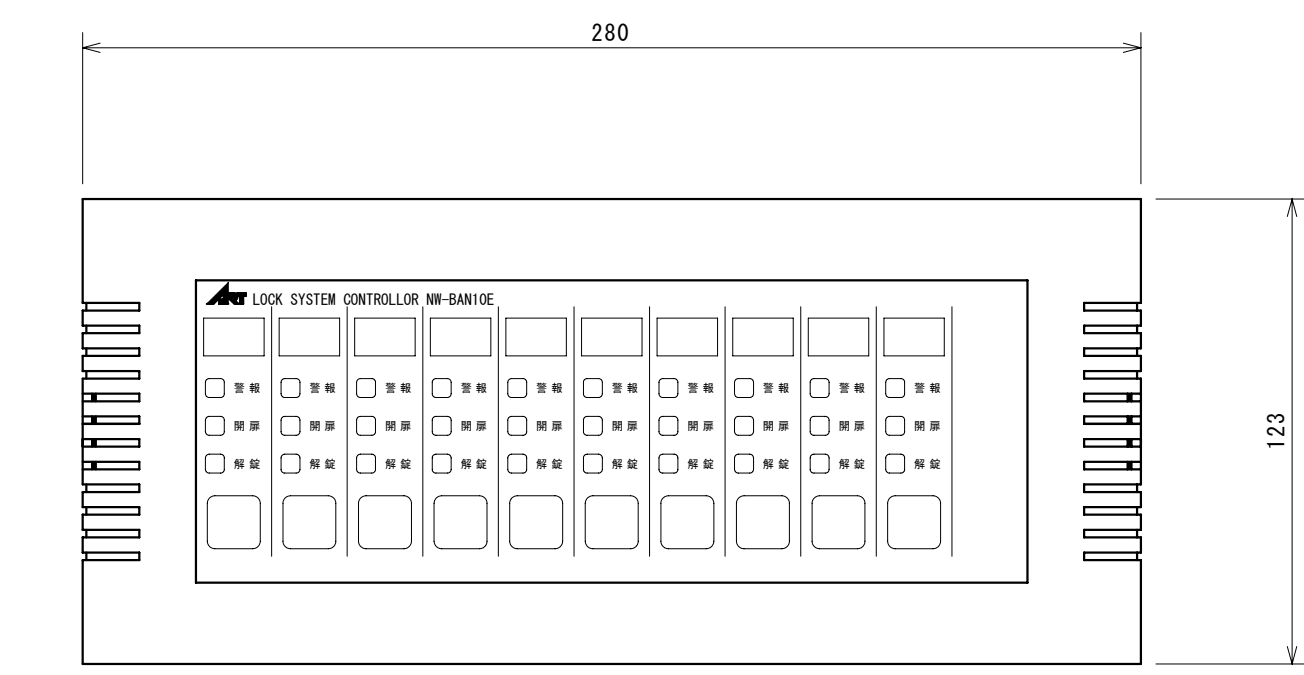 280
ART LOCK SYSTEM CONTROLLOR NW-BAN10E
警報 警報 警報 警報 警報 警報 警報 警報 警報 警報
開扉 開扉 開扉 開扉 開扉 開扉 開扉 開扉 開扉 開扉
解錠 解錠 解錠 解錠 解錠 解錠 解錠 解錠 解錠 解錠
123